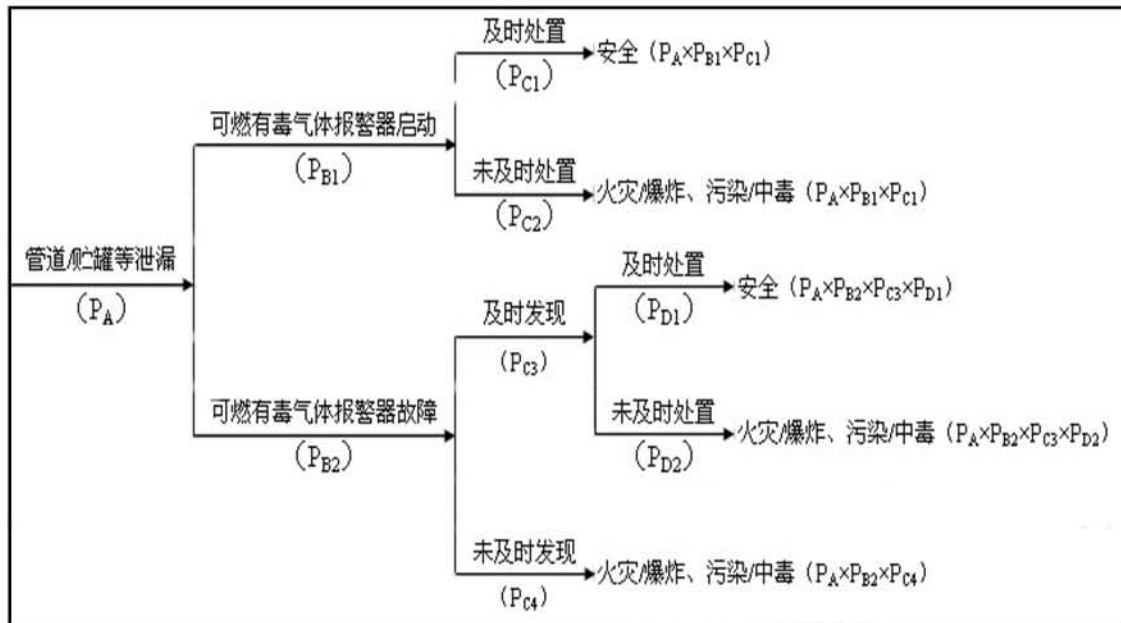 及时处置
(PC1)
安全 (PA×PB1×PC1)
可燃有毒气体报警器启动
(PB1)
未及时处置
(PC2)
火灾/爆炸、污染/中毒 (PA×PB1×PC1)
管道/贮罐等泄漏
(PA)
及时处置
(PD1)
安全 (PA×PB2×PC3×PD1)
及时发现
(PC3)
可燃有毒气体报警器故障
(PB2)
未及时处置
(PD2)
火灾/爆炸、污染/中毒 (PA×PB2×PC3×PD2)
未及时发现
(PC4)
火灾/爆炸、污染/中毒 (PA×PB2×PC4)